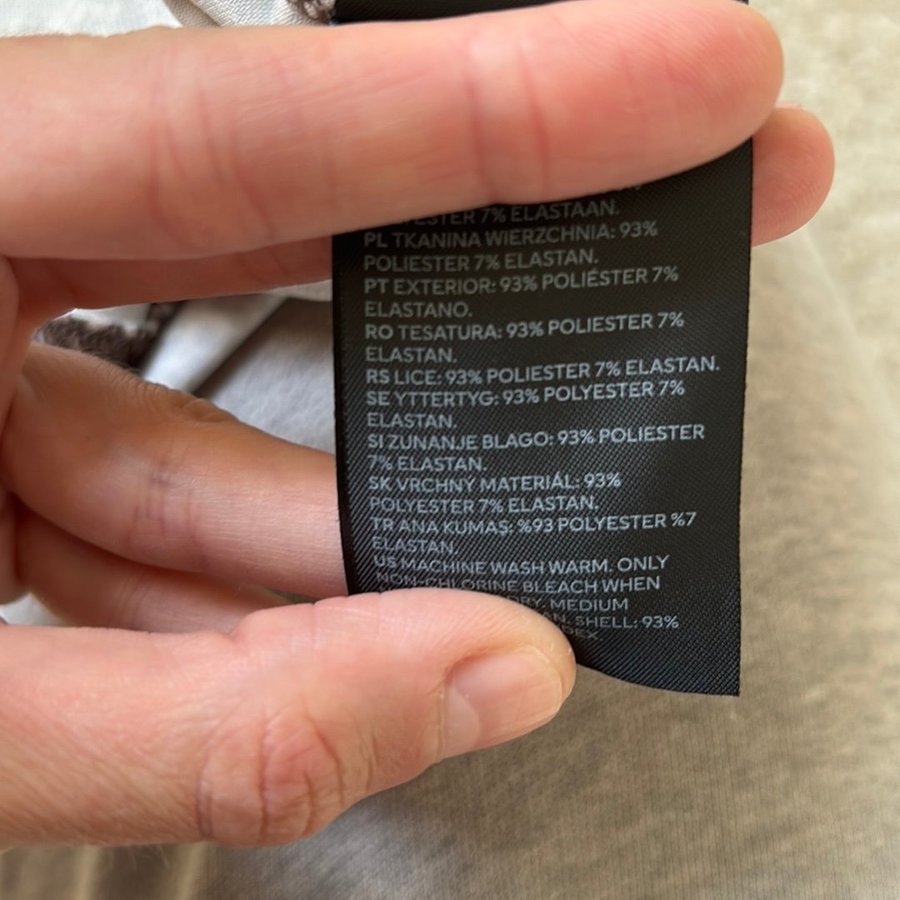 7% ELASTAAN.
PL TKANINA WIERZCHNIA: 93%
POLIESTER 7% ELASTAN.
PT EXTERIOR: 93% POLIÉSTER 7%
ELASTANO.
RO TESATURA: 93% POLIESTER 7%
ELASTAN.
RS LICE: 93% POLIESTER 7% ELASTAN.
SE YTTERTYG: 93% POLYESTER 7%
ELASTAN.
SI ZUNANJE BLAGO: 93% POLIESTER
7% ELASTAN.
SK VRCHNÝ MATERIÁL: 93%
POLYESTER 7% ELASTAN.
TR ANA KUMAŞ: %93 POLYESTER %7
ELASTAN.
US MACHINE WASH WARM. ONLY
NON-CHLORINE BLEACH WHEN
MEDIUM
SHELL: 93%